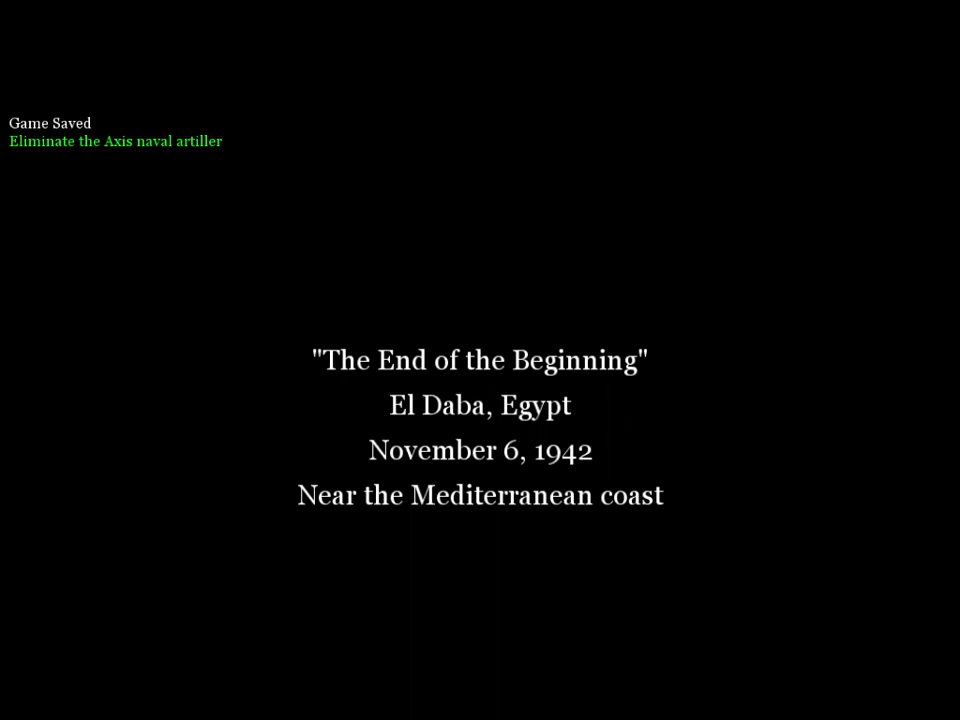 Game Saved
Eliminate the Axis naval artiller
"The End of the Beginning"
El Daba, Egypt
November 6, 1942
Near the Mediterranean coast